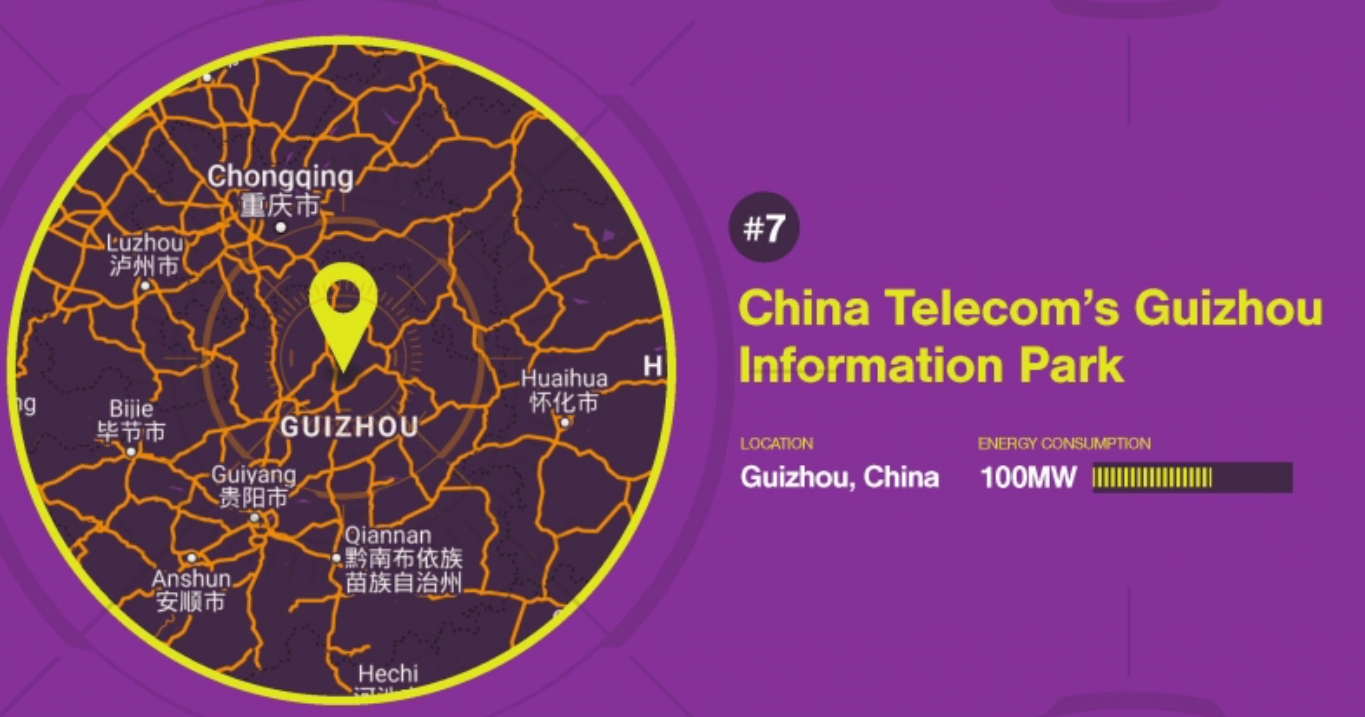 Chongqing
重庆市
Luzhou
泸州市
#7
China Telecom's Guizhou
Information Park
Huaihua
怀化市
H
ng
Bijie
毕节市
GUIZHOU
LOCATION
ENERGY CONSUMPTION
Guizhou, China
100MW
Guiyang
贵阳市
Qiannan
黔南布依族
苗族自治州
Anshun
安顺市
Hechi